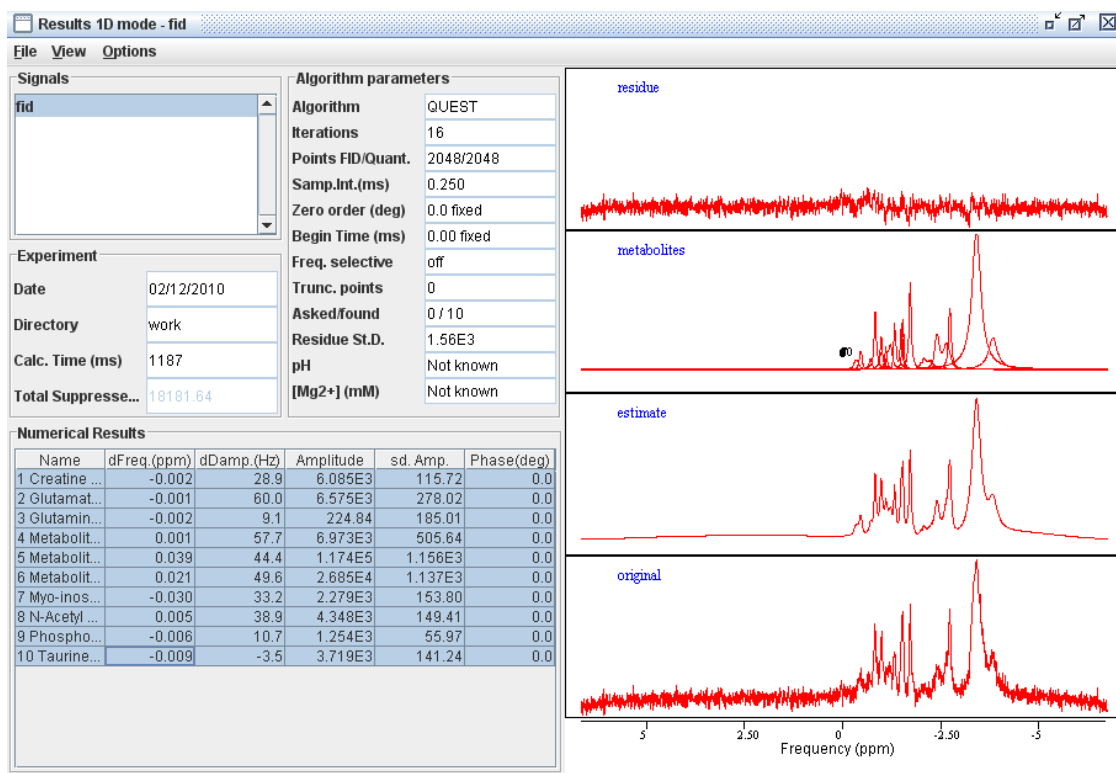 Results 1D mode - fid
File View Options
Signals
fid
Experiment
Date 02/12/2010
Directory work
Calc. Time (ms) 1187
Total Suppresse... 18181.64
Algorithm parameters
Algorithm QUEST
Iterations 16
Points FID/Quant. 2048/2048
Samp.Int.(ms) 0.250
Zero order (deg) 0.0 fixed
Begin Time (ms) 0.00 fixed
Freq. selective off
Trunc. points 0
Asked/found 0 / 10
Residue St.D. 1.56E3
pH Not known
[Mg2+] (mM) Not known
Numerical Results
Name dFreq.(ppm) dDamp.(Hz) Amplitude sd. Amp. Phase(deg)
1 Creatine ... -0.002 28.9 6.085E3 115.72 0.0
2 Glutamat... -0.001 60.0 6.575E3 278.02 0.0
3 Glutamin... -0.002 9.1 224.84 185.01 0.0
4 Metabolit... 0.001 57.7 6.973E3 505.64 0.0
5 Metabolit... 0.039 44.4 1.174E5 1.156E3 0.0
6 Metabolit... 0.021 49.6 2.685E4 1.137E3 0.0
7 Myo-inos... -0.030 33.2 2.279E3 153.80 0.0
8 N-Acetyl ... 0.005 38.9 4.348E3 149.41 0.0
9 Phospho... -0.006 10.7 1.254E3 55.97 0.0
10 Taurine... -0.009 -3.5 3.719E3 141.24 0.0
residue
metabolites
estimate
original
5 2.50 0 -2.50 -5
Frequency (ppm)